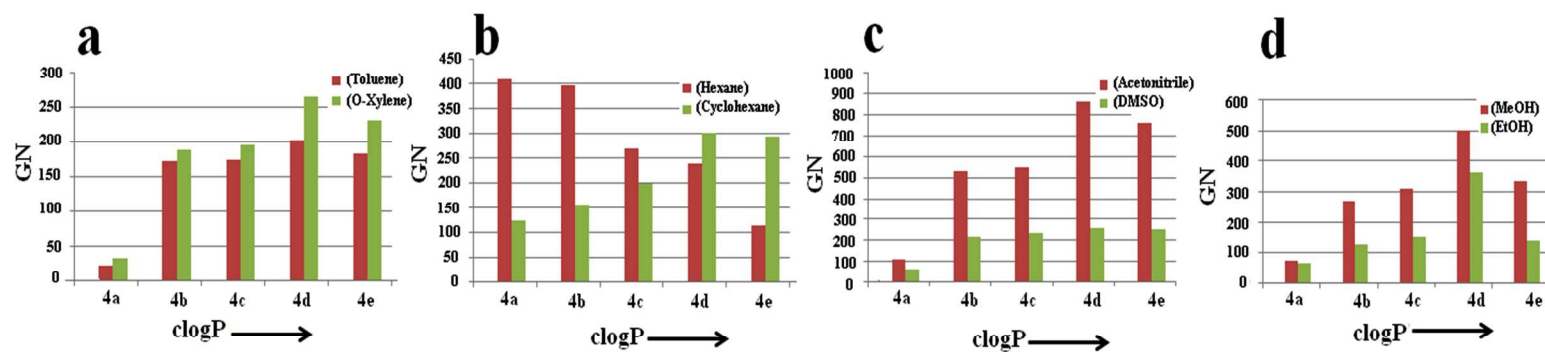 a
300
250
200
150
100
50
0
GN
(Toluene)
(O-Xylene)
4a 4b 4c 4d 4e
clogP
b
450
400
350
300
250
200
150
100
50
0
GN
(Hexane)
(Cyclohexane)
4a 4b 4c 4d 4e
clogP
c
1000
900
800
700
600
500
400
300
200
100
0
GN
(Acetonitrile)
(DMSO)
4a 4b 4c 4d 4e
clogP
d
600
500
400
300
200
100
0
GN
(MeOH)
(EtOH)
4a 4b 4c 4d 4e
clogP